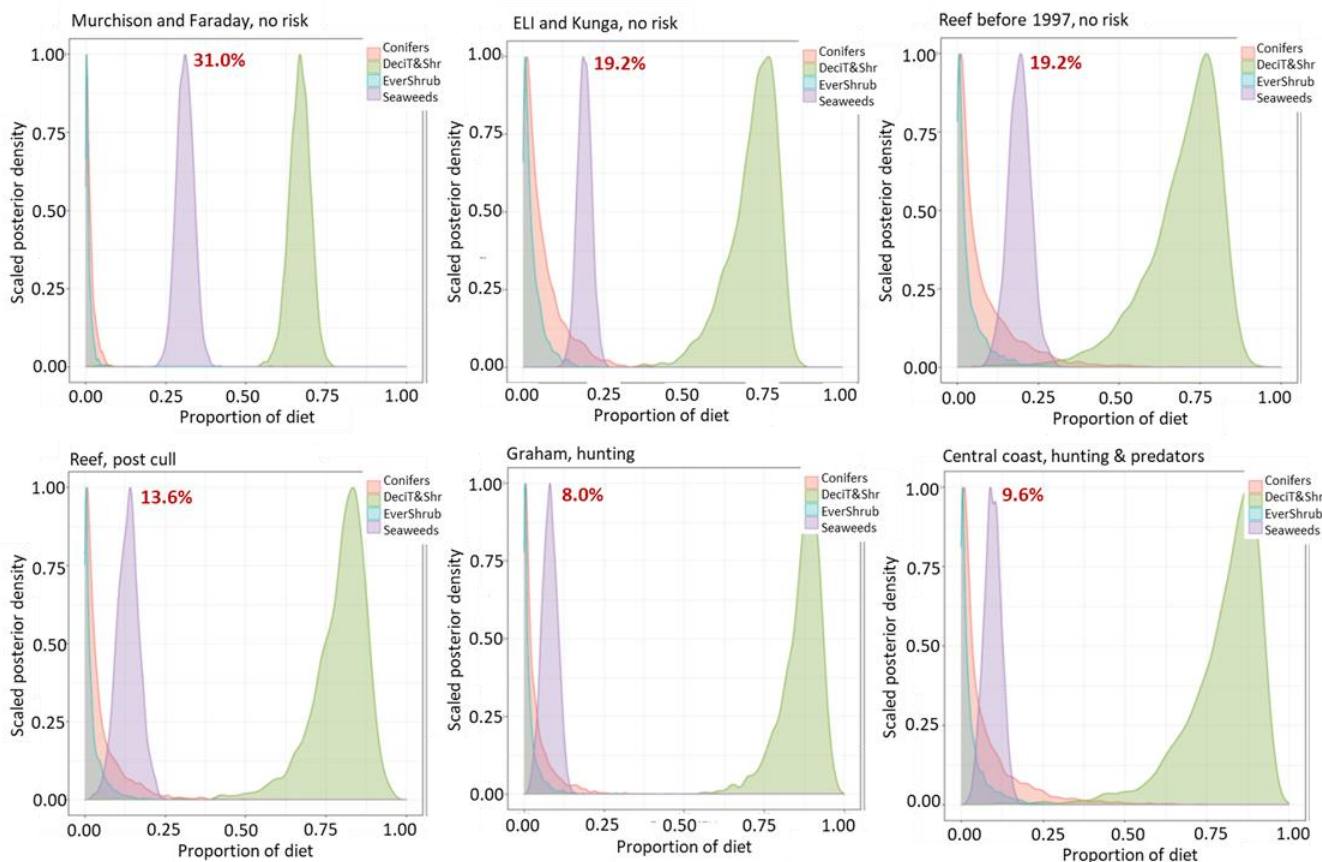 Murchison and Faraday, no risk
31.0%
Conifers
DeciT&Shr
EverShrub
Seaweeds
Scaled posterior density
1.00
0.75
0.50
0.25
0.00
0.00 0.25 0.50 0.75 1.00
Proportion of diet
ELI and Kunga, no risk
19.2%
Conifers
DeciT&Shr
EverShrub
Seaweeds
Scaled posterior density
1.00
0.75
0.50
0.25
0.00
0.00 0.25 0.50 0.75 1.00
Proportion of diet
Reef before 1997, no risk
19.2%
Conifers
DeciT&Shr
EverShrub
Seaweeds
Scaled posterior density
1.00
0.75
0.50
0.25
0.00
0.00 0.25 0.50 0.75 1.00
Proportion of diet
Reef, post cull
13.6%
Conifers
DeciT&Shr
EverShrub
Seaweeds
Scaled posterior density
1.00
0.75
0.50
0.25
0.00
0.00 0.25 0.50 0.75 1.00
Proportion of diet
Graham, hunting
8.0%
Conifers
DeciT&Shr
EverShrub
Seaweeds
Scaled posterior density
1.00
0.75
0.50
0.25
0.00
0.00 0.25 0.50 0.75 1.00
Proportion of diet
Central coast, hunting & predators
9.6%
Conifers
DeciT&Shr
EverShrub
Seaweeds
Scaled posterior density
1.00
0.75
0.50
0.25
0.00
0.00 0.25 0.50 0.75 1.00
Proportion of diet